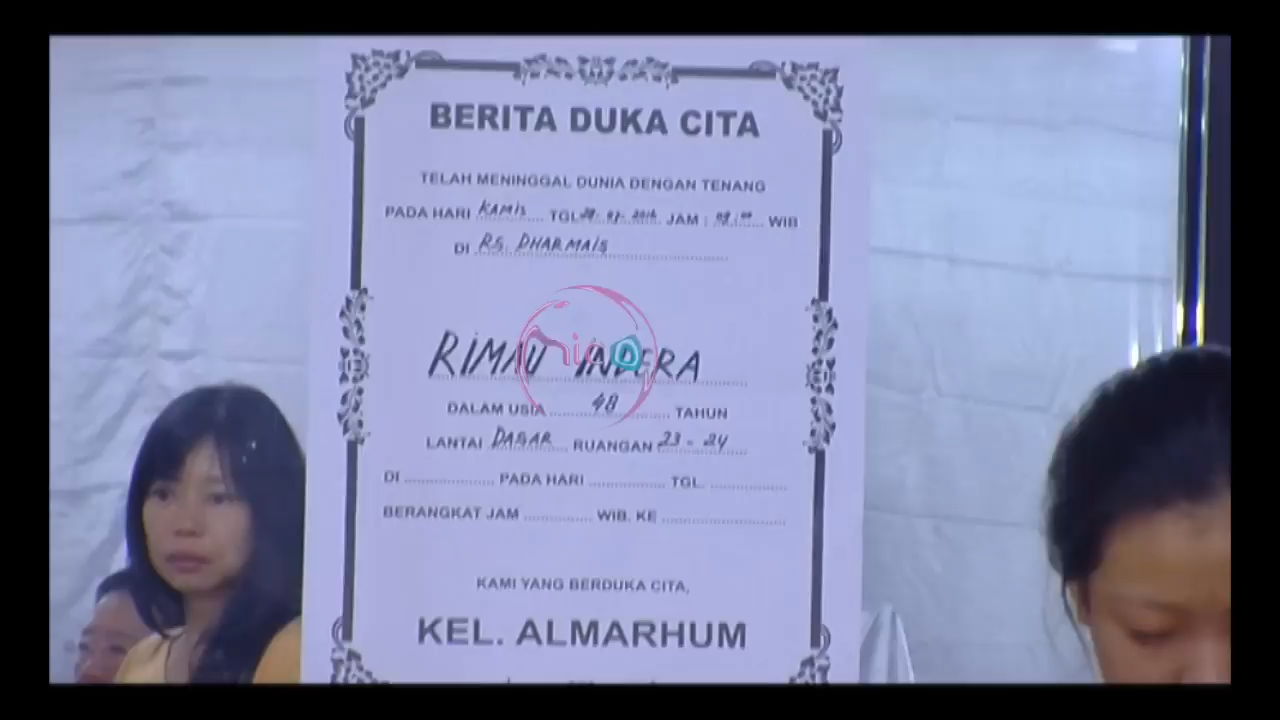 BERITA DUKA CITA
TELAH MENINGGAL DUNIA DENGAN TENANG
PADA HARI KAMIS TGL JAM : WIB
DI RS. DHARMAIS
RIMAU INDERA
DALAM USIA 48 TAHUN
LANTAI DASAR RUANGAN 23 - 24
DI PADA HARI TGL.
BERANGKAT JAM WIB. KE
KAMI YANG BERDUKA CITA,
KEL. ALMARHUM